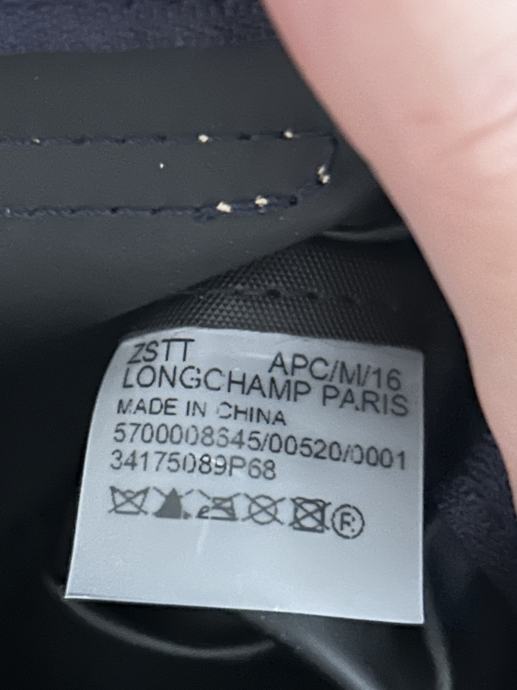 ZSTT APC/M/16
LONGCHAMP PARIS
MADE IN CHINA
5700008645/00520/0001
34175089P68
R